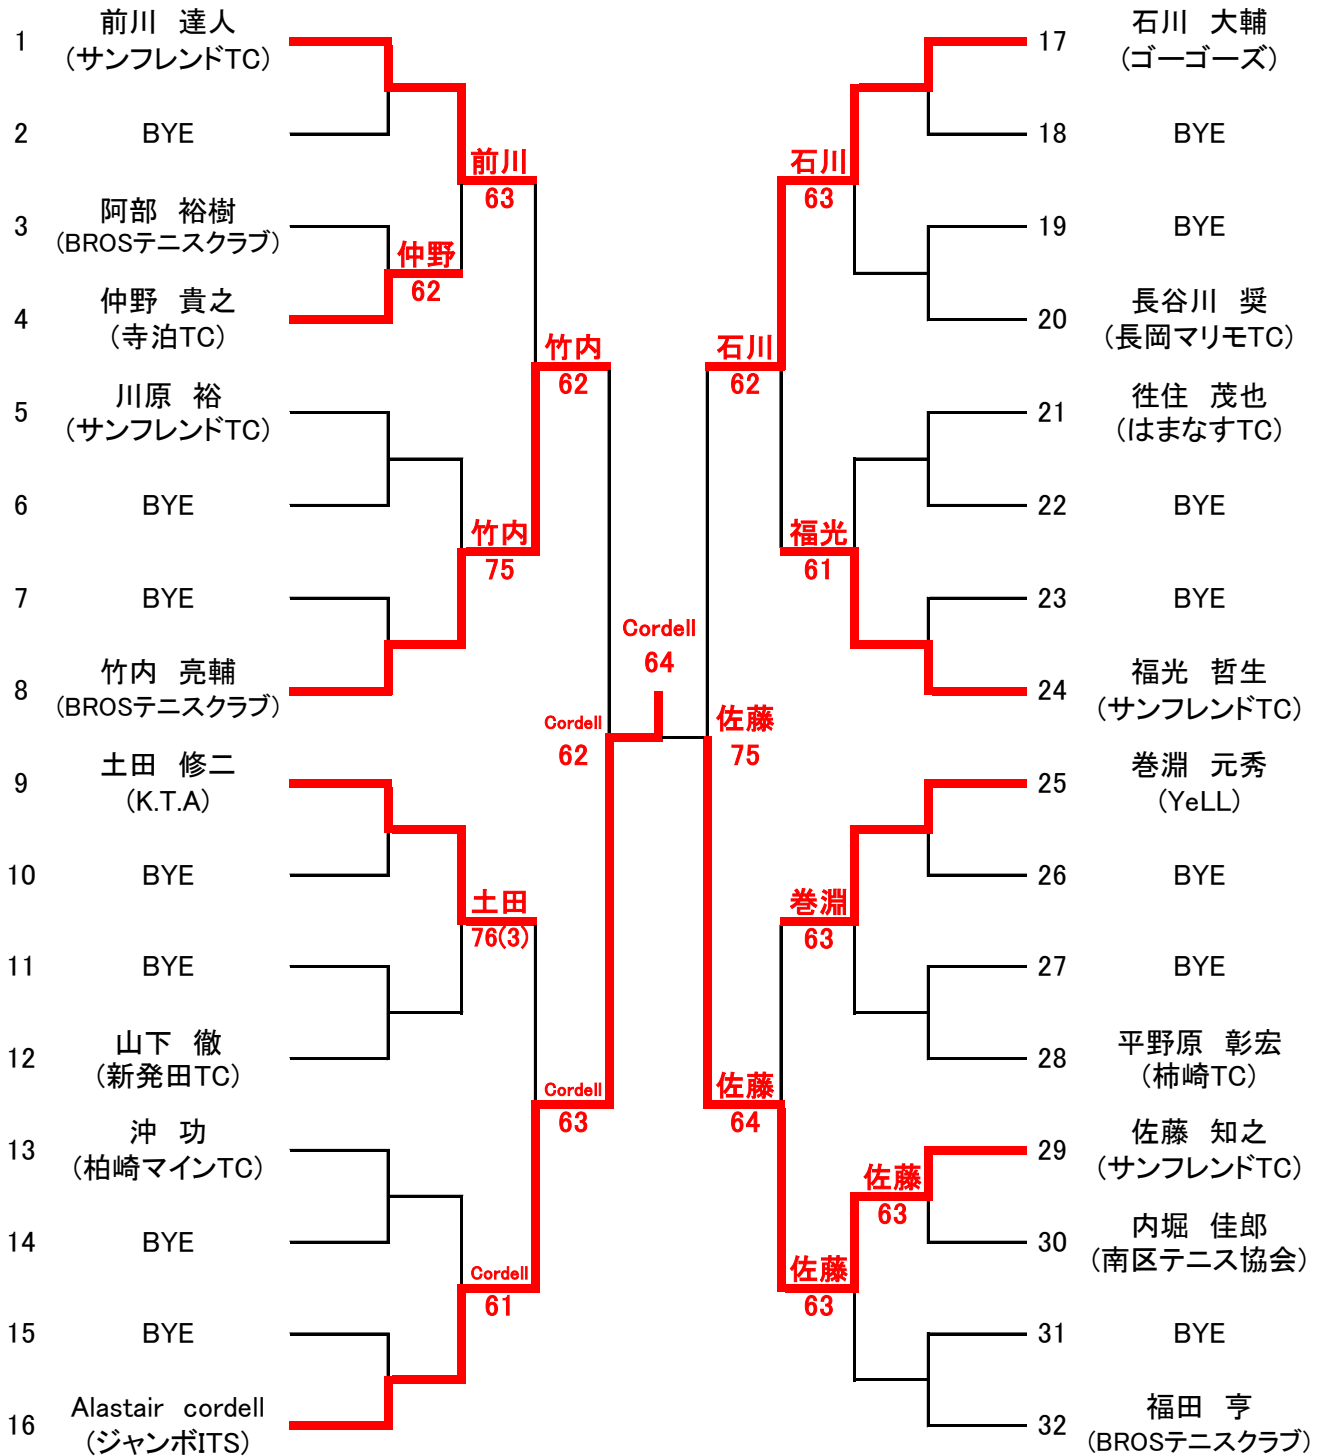 1
前川 達人
(サンフレンドTC)
2
BYE
3
阿部 裕樹
(BROSテニスクラブ)
4
仲野 貴之
(寺泊TC)
5
川原 裕
(サンフレンドTC)
6
BYE
7
BYE
8
竹内 亮輔
(BROSテニスクラブ)
9
土田 修二
(K.T.A)
10
BYE
11
BYE
12
山下 徹
(新発田TC)
13
沖 功
(柏崎マインTC)
14
BYE
15
BYE
16
Alastair cordell
(ジャンボITS)
仲野
62
前川
63
竹内
75
土田
76(3)
Cordell
61
竹内
62
Cordell
63
Cordell
62
Cordell
64
佐藤
75
石川
62
佐藤
64
石川
63
福光
61
巻淵
63
佐藤
63
佐藤
63
17
石川 大輔
(ゴーゴーズ)
18
BYE
19
BYE
20
長谷川 奨
(長岡マリモTC)
21
徃住 茂也
(はまなすTC)
22
BYE
23
BYE
24
福光 哲生
(サンフレンドTC)
25
巻淵 元秀
(YeLL)
26
BYE
27
BYE
28
平野原 彰宏
(柿崎TC)
29
佐藤 知之
(サンフレンドTC)
30
内堀 佳郎
(南区テニス協会)
31
BYE
32
福田 亨
(BROSテニスクラブ)